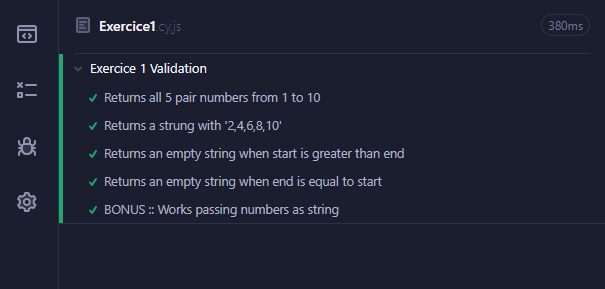 Exercice1.cy.js
380ms
Exercice 1 Validation
Returns all 5 pair numbers from 1 to 10
Returns a strung with '2,4,6,8,10'
Returns an empty string when start is greater than end
Returns an empty string when end is equal to start
BONUS :: Works passing numbers as string